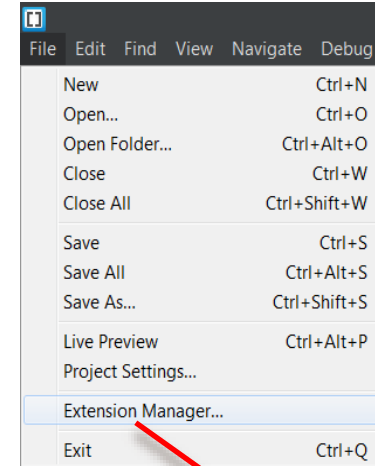 []
File Edit Find View Navigate Debug
New Ctrl+N
Open... Ctrl+O
Open Folder... Ctrl+Alt+O
Close Ctrl+W
Close All Ctrl+Shift+W
Save Ctrl+S
Save All Ctrl+Alt+S
Save As... Ctrl+Shift+S
Live Preview Ctrl+Alt+P
Project Settings...
Extension Manager...
Exit Ctrl+Q